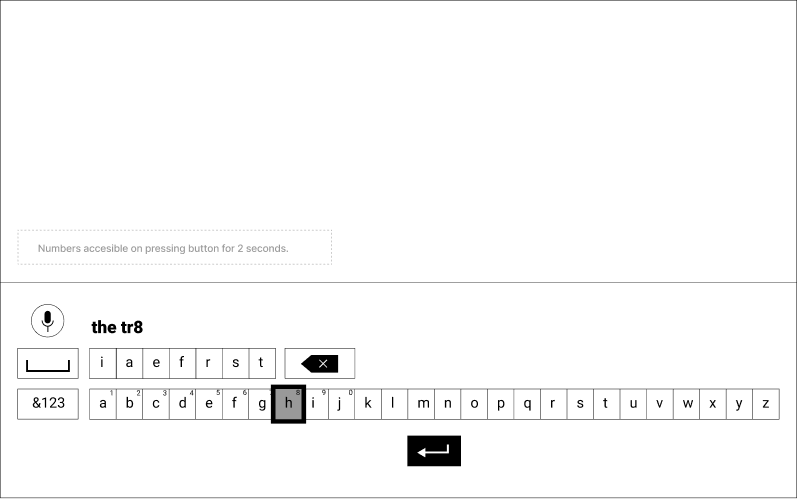 Numbers accesible on pressing button for 2 seconds.
the tr8
i a e f r s t
&123 a 1 b 2 c 3 d 4 e 5 f 6 g h 8 i 9 j 0 k l m n o p q r s t u v w x y z